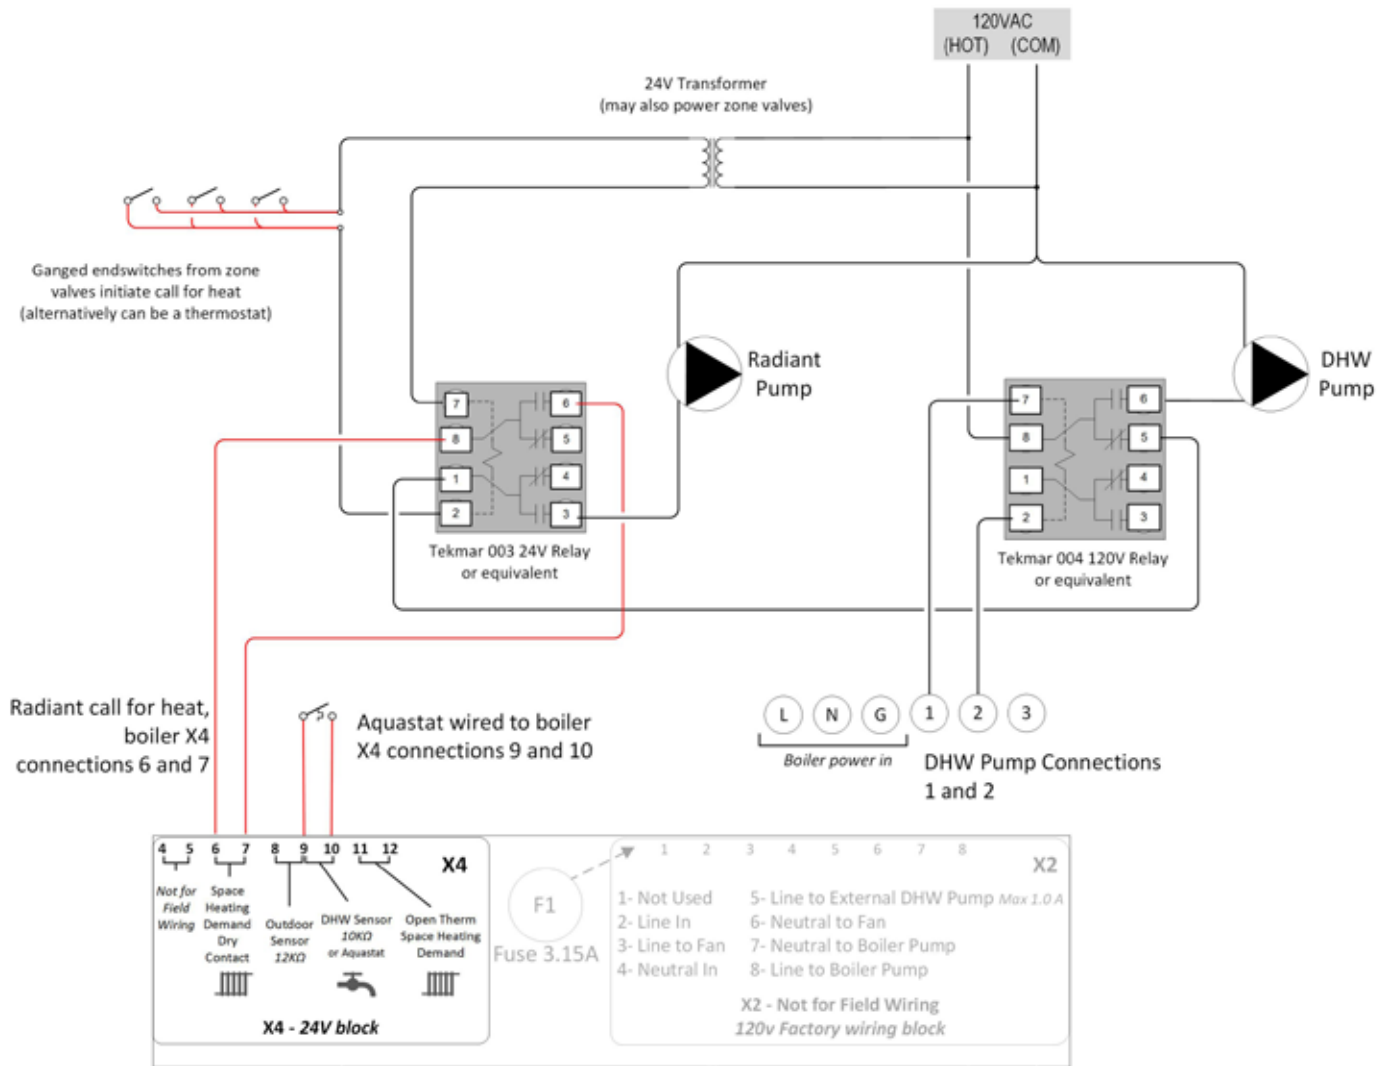 120VAC
(HOT) (COM)
24V Transformer
(may also power zone valves)
Ganged endswitches from zone
valves initiate call for heat
(alternatively can be a thermostat)
Radiant
Pump
DHW
Pump
7 6
8 5
1 4
2 3
Tekmar 003 24V Relay
or equivalent
7 6
8 5
1 4
2 3
Tekmar 004 120V Relay
or equivalent
Radiant call for heat,
boiler X4
connections 6 and 7
Aquastat wired to boiler
X4 connections 9 and 10
L N G 1 2 3
Boiler power in
DHW Pump Connections
1 and 2
4 5 6 7 8 9 10 11 12
X4
Not for
Field
Wiring
Space
Heating
Demand
Dry
Contact
Outdoor
Sensor
12KΩ
DHW Sensor
10KΩ
or Aquastat
Open Therm
Space Heating
Demand
X4 - 24V block
F1
Fuse 3.15A
1 2 3 4 5 6 7 8
X2
1- Not Used
2- Line In
3- Line to Fan
4- Neutral In
5- Line to External DHW Pump Max 1.0 A
6- Neutral to Fan
7- Neutral to Boiler Pump
8- Line to Boiler Pump
X2 - Not for Field Wiring
120v Factory wiring block